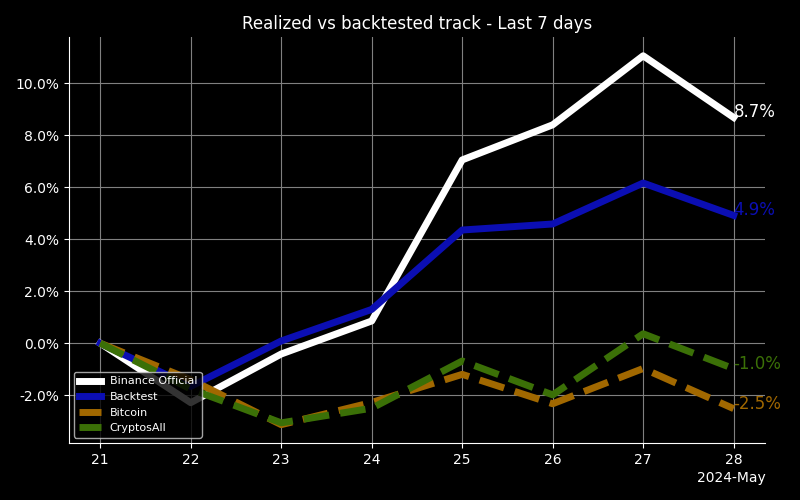 Realized vs backtested track - Last 7 days
10.0%
8.0%
6.0%
4.0%
2.0%
0.0%
-2.0%
8.7%
4.9%
-1.0%
-2.5%
Binance Official
Backtest
Bitcoin
CryptosAll
21 22 23 24 25 26 27 28
2024-May